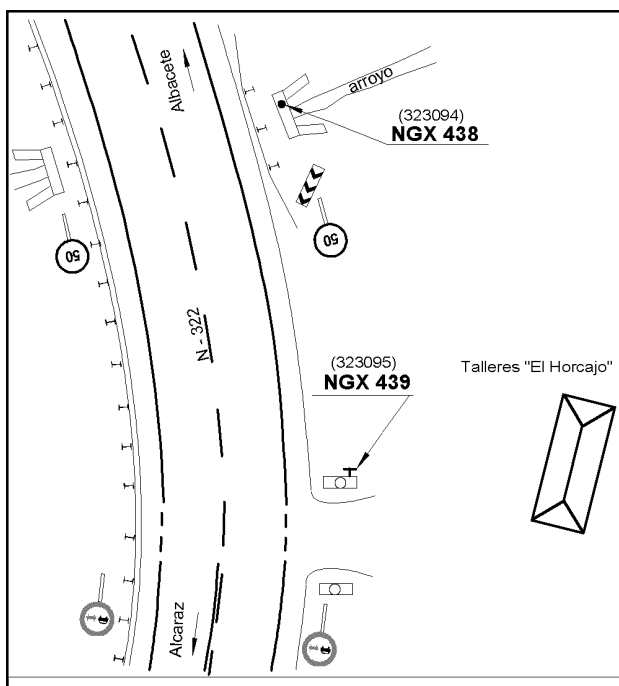 Albacete
arroyo
(323094)
NGX 438
50
50
N - 322
(323095)
NGX 439
Talleres "El Horcajo"
Alcaraz